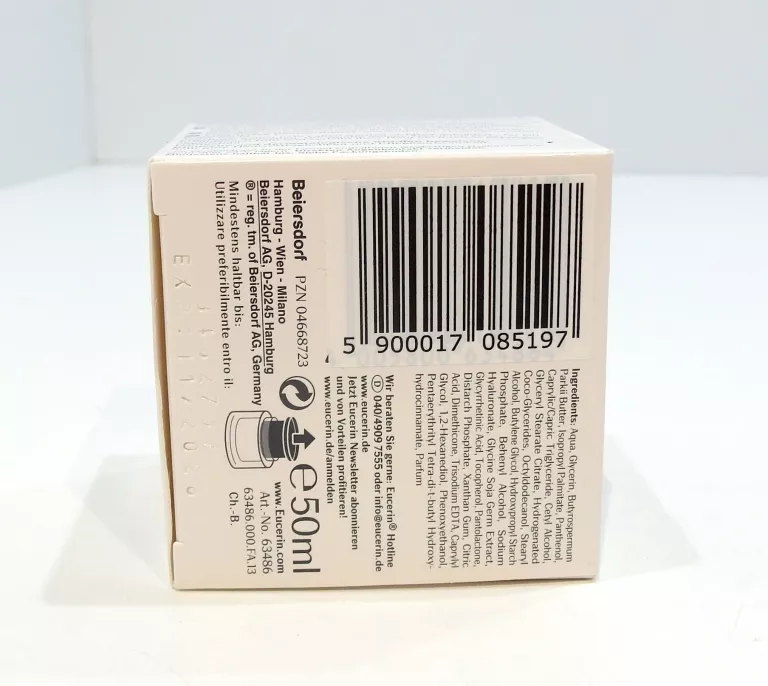 5 900017 085197
Ingredients: Aqua, Glycerin, Butyrospermum
Parkii Butter, Isopropyl Palmitate, Panthenol,
Caprylic/Capric Triglyceride, Cetyl Alcohol,
Glyceryl Stearate Citrate, Hydrogenated
Coco-Glycerides, Octyldodecanol, Stearyl
Alcohol, Butylene Glycol, Hydroxypropyl Starch
Phosphate, Behenyl Alcohol, Sodium
Hyaluronate, Glycine Soja Germ Extract,
Glycyrrhetinic Acid, Tocopherol, Pantolactone,
Distarch Phosphate, Xanthan Gum, Citric
Acid, Dimethicone, Trisodium EDTA, Caprylyl
Glycol, 1,2-Hexanediol, Phenoxyethanol,
Pentaerythrityl Tetra-di-t-butyl Hydroxy-
hydrocinnamate, Parfum
Wir beraten Sie gerne: Eucerin® Hotline
Ⓓ 040/4909 7555 oder info@eucerin.de
www.eucerin.de
Jetzt Eucerin Newsletter abonnieren
und von Vorteilen profitieren!
www.eucerin.de/anmelden
Beiersdorf PZN 04668723
Hamburg - Wien - Milano
Beiersdorf AG, D-20245 Hamburg
® = reg. tm. of Beiersdorf AG, Germany
Mindestens haltbar bis:
Utilizzare preferibilmente entro il:
e50ml
www.Eucerin.com
Art.-No. 63486
63486.000.FA.13
Ch.-B.